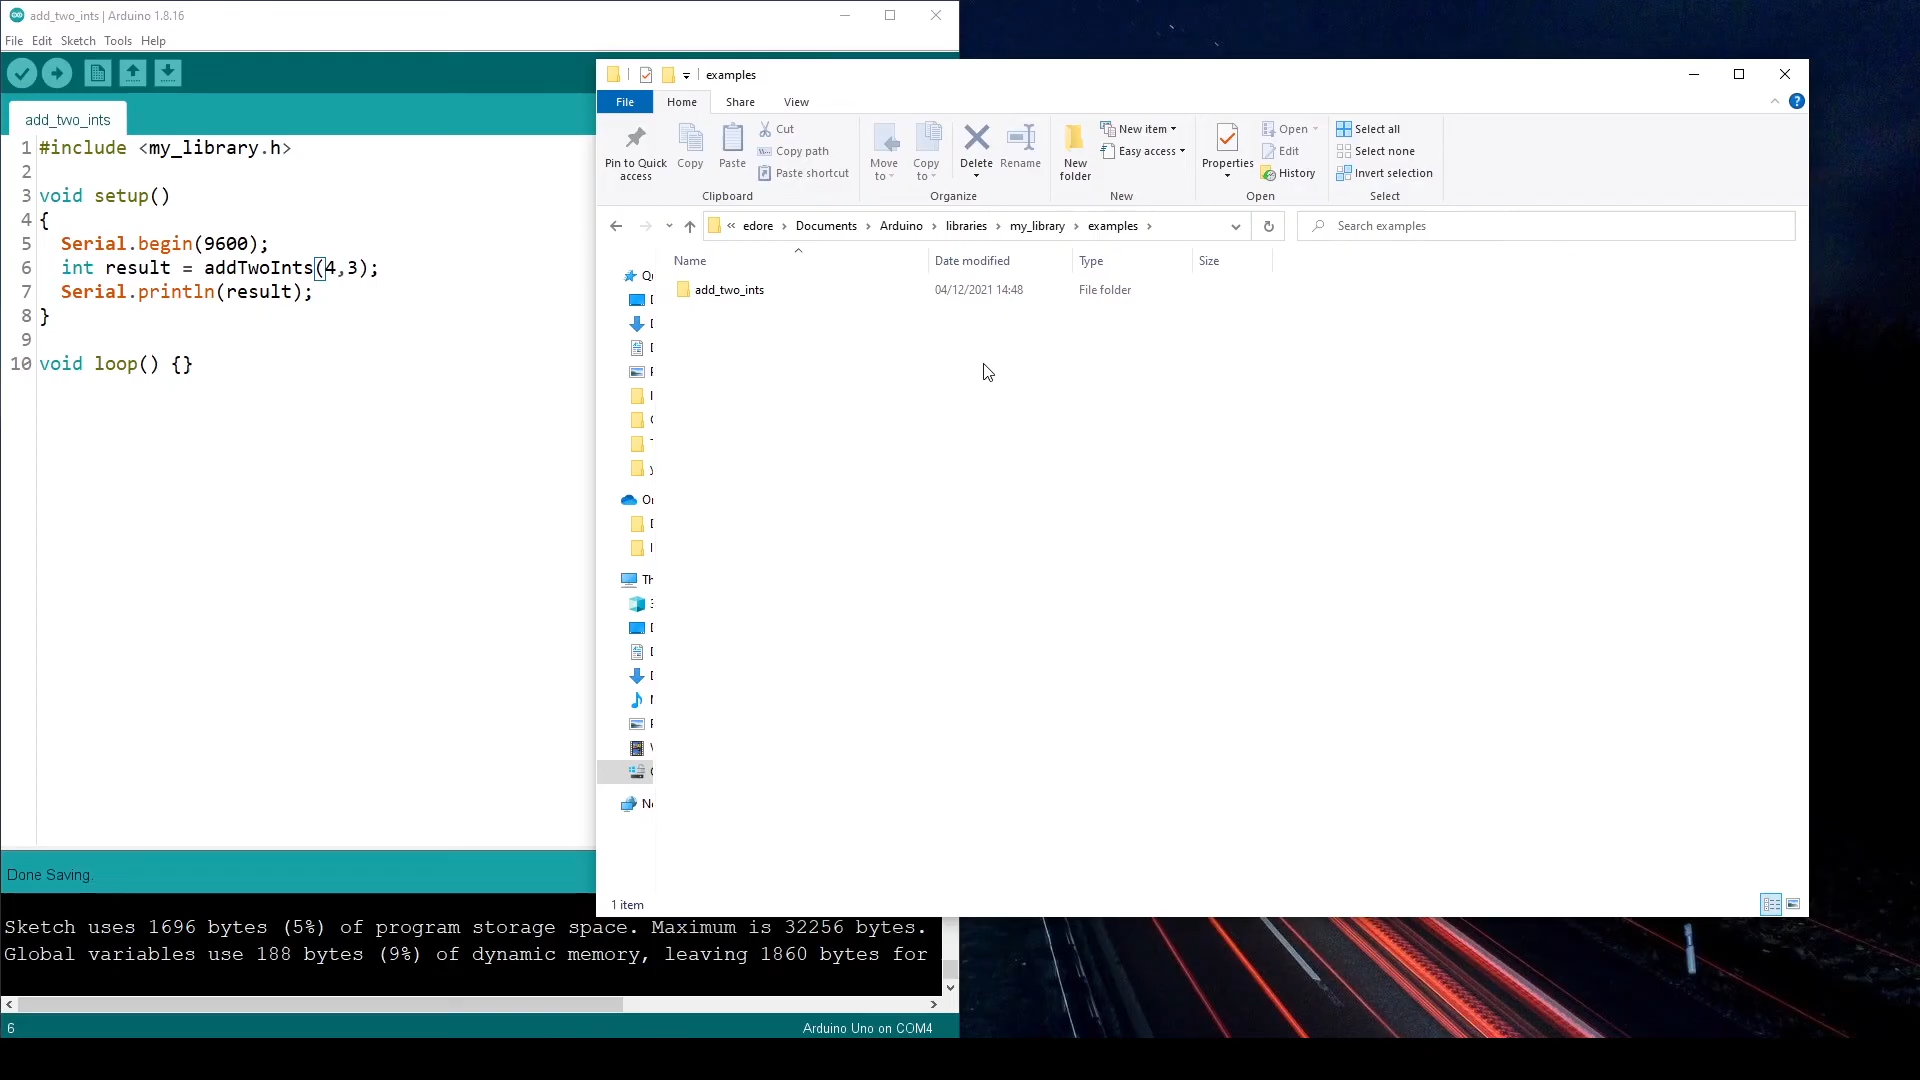 add_two_ints | Arduino 1.8.16
File Edit Sketch Tools Help
add_two_ints
1 #include <my_library.h>
2
3 void setup()
4 {
5 Serial.begin(9600);
6 int result = addTwoInts(4,3);
7 Serial.println(result);
8 }
9
10 void loop() {}
Done Saving.
Sketch uses 1696 bytes (5%) of program storage space. Maximum is 32256 bytes.
Global variables use 188 bytes (9%) of dynamic memory, leaving 1860 bytes for
6
Arduino Uno on COM4
examples
File Home Share View
Pin to Quick access
Copy
Paste
Cut
Copy path
Paste shortcut
Clipboard
Move to
Copy to
Delete
Rename
Organize
New folder
New item
Easy access
New
Properties
Open
Edit
History
Open
Select all
Select none
Invert selection
Select
« edore › Documents › Arduino › libraries › my_library › examples ›
Search examples
Name Date modified Type Size
add_two_ints 04/12/2021 14:48 File folder
1 item